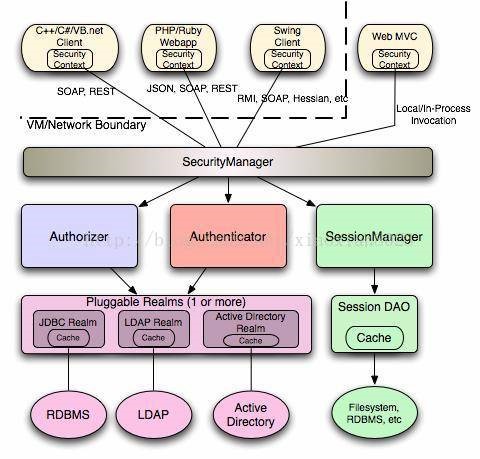 C++/C#/VB.net
Client
Security
Context
PHP/Ruby
Webapp
Security
Context
Swing
Client
Security
Context
Web MVC
Security
Context
SOAP, REST
JSON, SOAP, REST
RMI, SOAP, Hessian, etc
Local/In-Process
Invocation
VM/Network Boundary
SecurityManager
Authorizer
Authenticator
SessionManager
Pluggable Realms (1 or more)
JDBC Realm
Cache
LDAP Realm
Cache
Active Directory
Realm
Cache
Session DAO
Cache
RDBMS
LDAP
Active
Directory
Filesystem,
RDBMS, etc